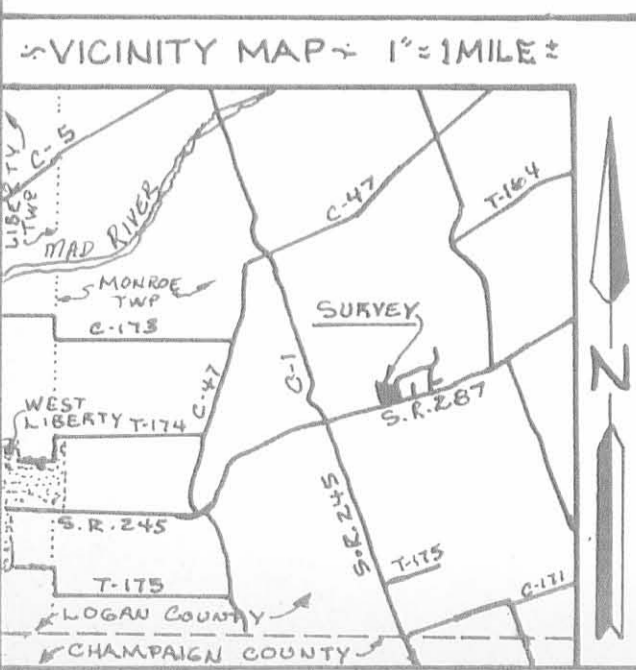 ~VICINITY MAP~ 1"=1MILE±
C-5
LIBERTY
TWP
MAD RIVER
C-47
T-164
MONROE
TWP
C-173
SURVEY
C-47
C-1
N
WEST
LIBERTY
T-174
S.R.287
S.R.245
S.R.245
T-175
T-175
C-171
LOGAN COUNTY
CHAMPAIGN COUNTY